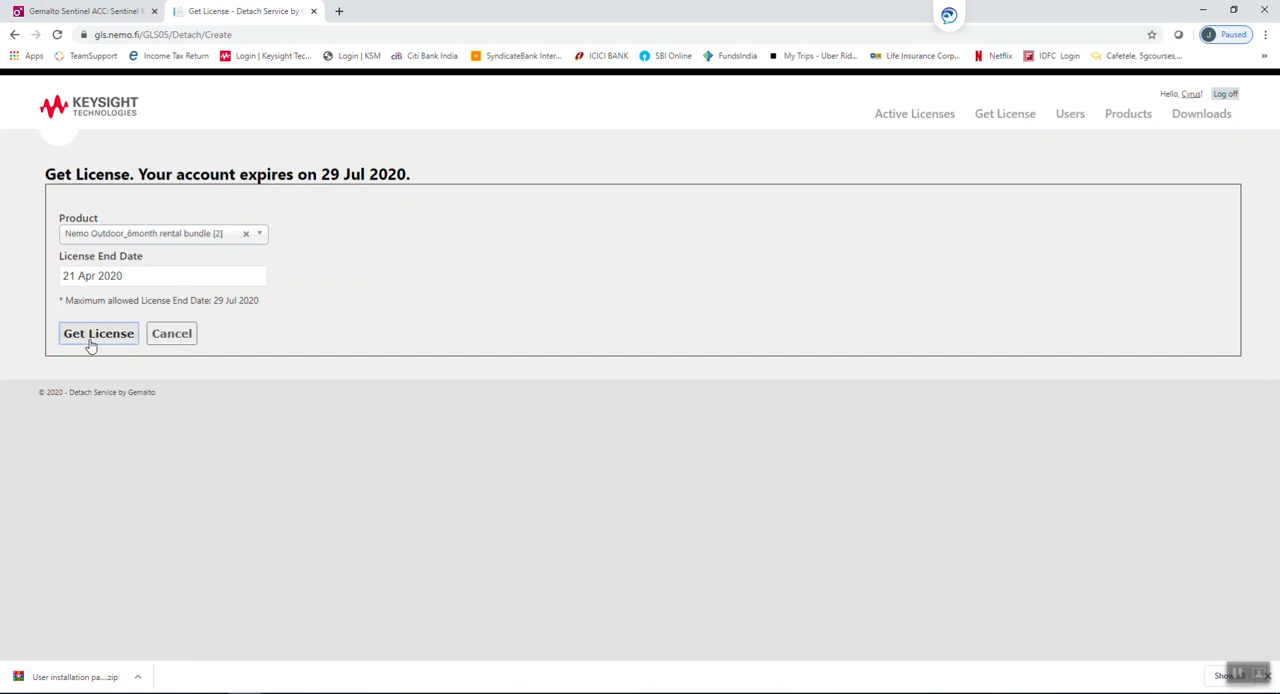 Gemalto Sentinel ACC: Sentinel
Get License - Detach Service by G
gls.nemo.fi/GLS05/Detach/Create
J Paused
Apps TeamSupport Income Tax Return Login | Keysight Tec... Login | KSM Citi Bank India SyndicateBank Inter... ICICI BANK SBI Online FundsIndia My Trips - Uber Rid... Life Insurance Corp... Netflix IDFC Login Cafetele, 5gcourses,... »
KEYSIGHT
TECHNOLOGIES
Hello, Cyrus! Log off
Active Licenses Get License Users Products Downloads
Get License. Your account expires on 29 Jul 2020.
Product
Nemo Outdoor_6month rental bundle [2]
License End Date
21 Apr 2020
* Maximum allowed License End Date: 29 Jul 2020
Get License Cancel
© 2020 - Detach Service by Gemalto
User installation pa....zip
Show all